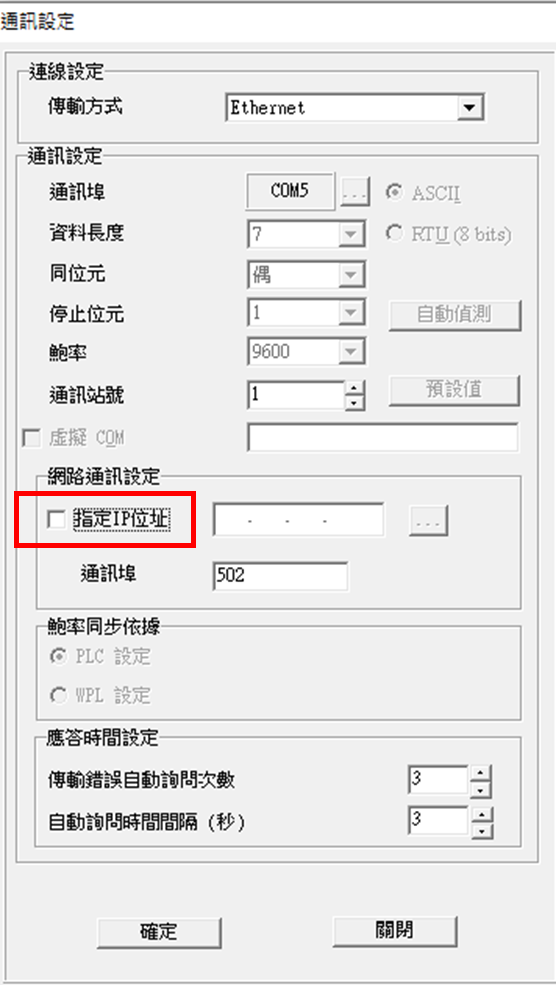 通訊設定
連線設定
傳輸方式 Ethernet
通訊設定
通訊埠 COM5 ... ASCII
資料長度 7 RTU (8 bits)
同位元 偶
停止位元 1 自動偵測
鮑率 9600
通訊站號 1 預設值
虛擬 COM
網路通訊設定
指定IP位址 . . . ...
通訊埠 502
鮑率同步依據
PLC 設定
WPL 設定
應答時間設定
傳輸錯誤自動詢問次數 3
自動詢問時間間隔 (秒) 3
確定 關閉